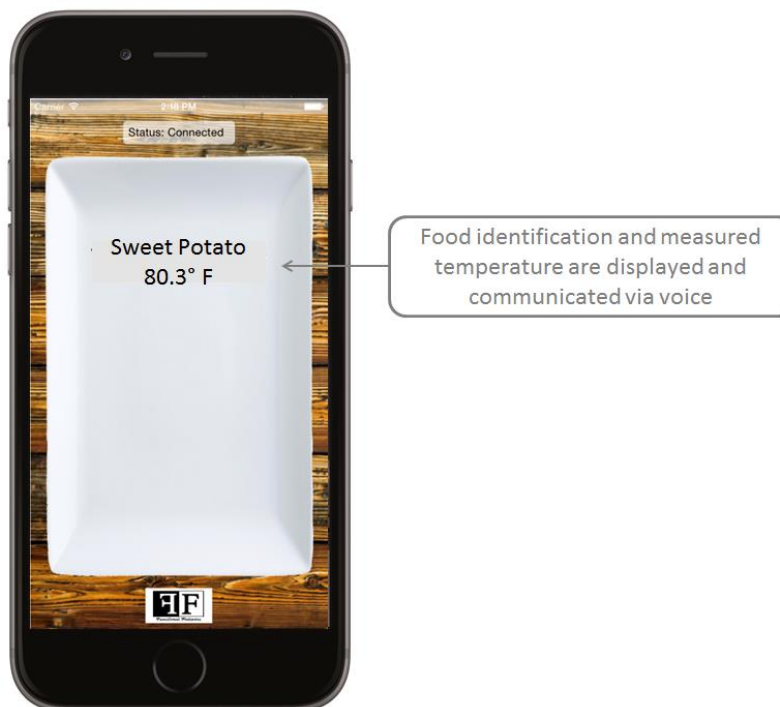 Carrier 2:18 PM
Status: Connected
Sweet Potato
80.3° F
Food identification and measured
temperature are displayed and
communicated via voice
FF